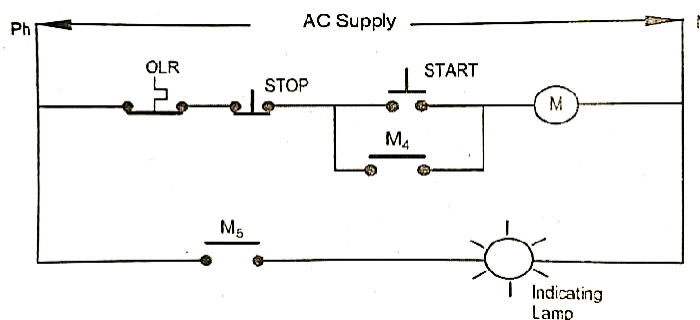 Ph
AC Supply
OLR
STOP
START
M
M4
M5
Indicating
Lamp